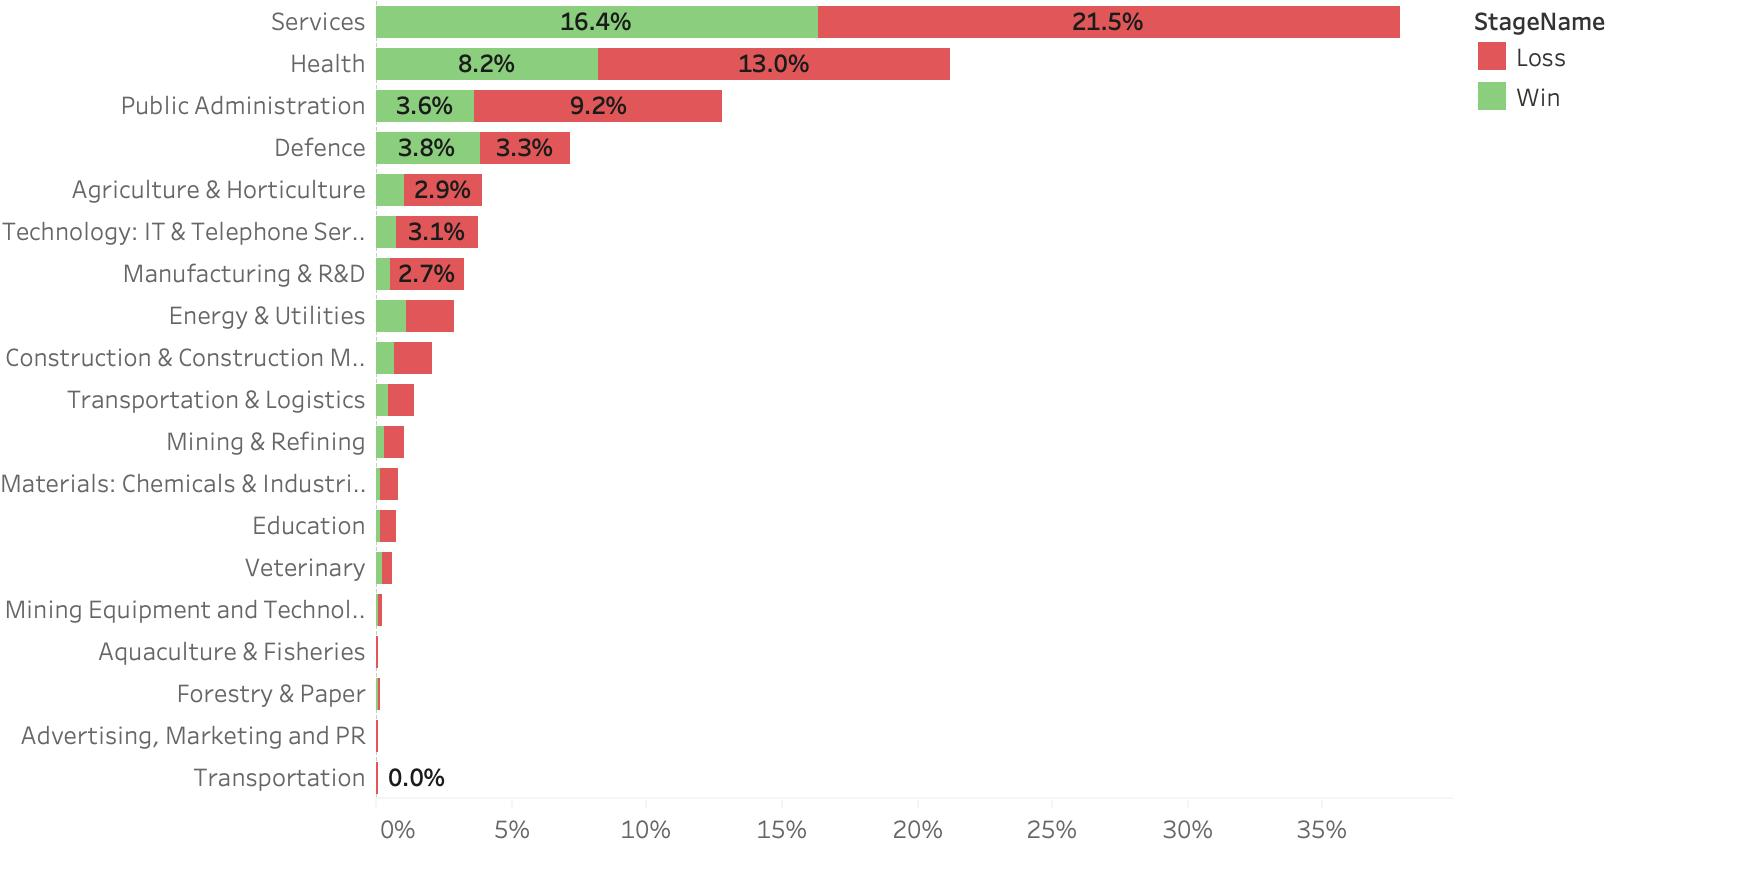 Services 16.4% 21.5%
Health 8.2% 13.0%
Public Administration 3.6% 9.2%
Defence 3.8% 3.3%
Agriculture & Horticulture 2.9%
Technology: IT & Telephone Ser.. 3.1%
Manufacturing & R&D 2.7%
Energy & Utilities
Construction & Construction M..
Transportation & Logistics
Mining & Refining
Materials: Chemicals & Industri..
Education
Veterinary
Mining Equipment and Technol..
Aquaculture & Fisheries
Forestry & Paper
Advertising, Marketing and PR
Transportation 0.0%
0% 5% 10% 15% 20% 25% 30% 35%
StageName
Loss
Win